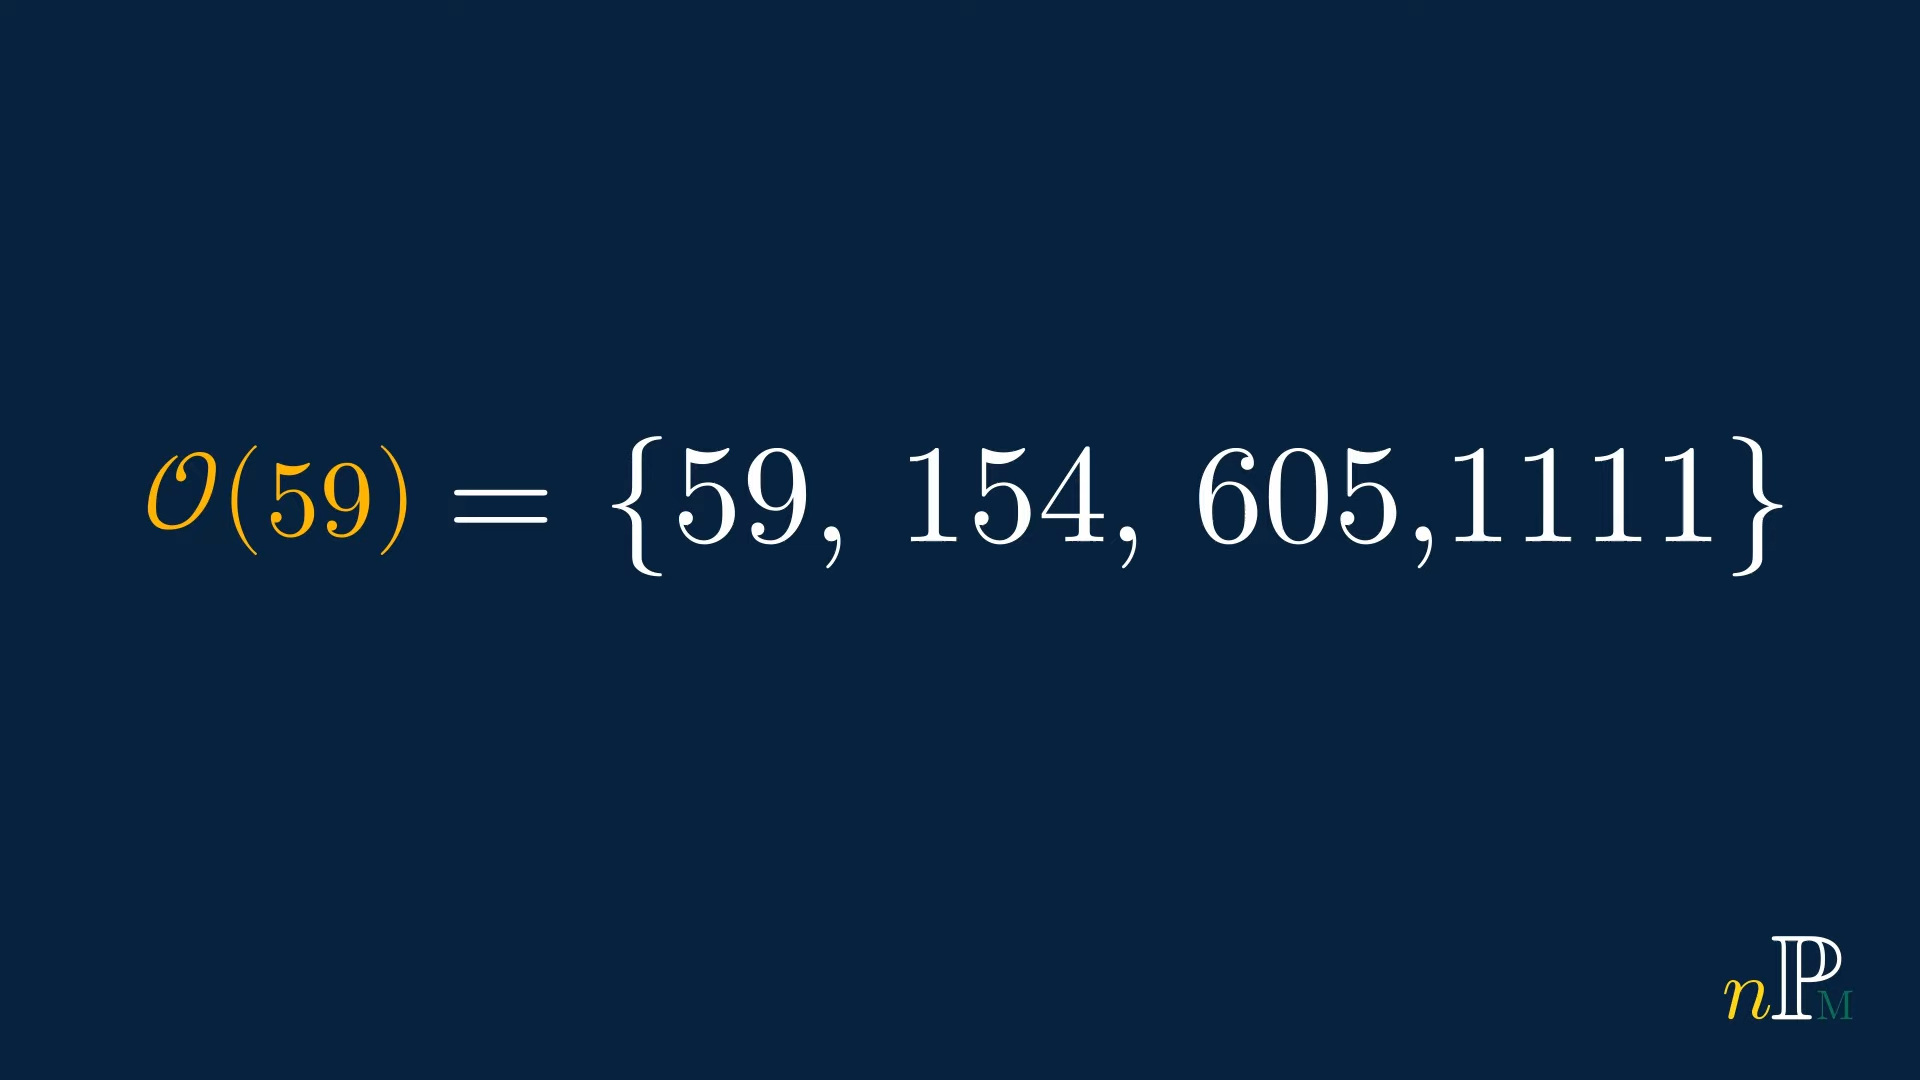 𝒪(59) = {59, 154, 605,1111}
nℙM